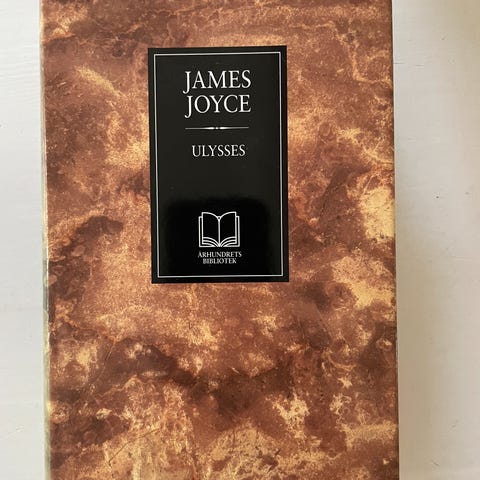 JAMES
JOYCE
ULYSSES
ÅRHUNDRETS
BIBLIOTEK